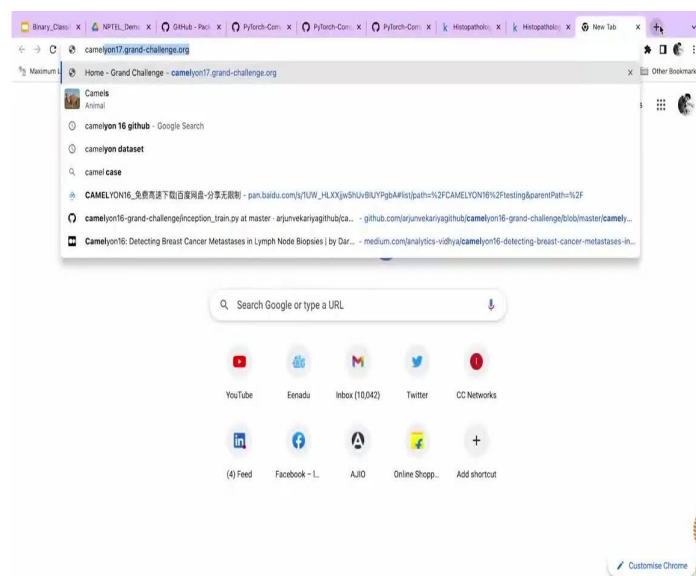 Binary_Classi
NPTEL_Demo
GitHub - Pack
PyTorch-Com
PyTorch-Com
PyTorch-Com
Histopatholog
Histopatholog
New Tab
camelyon17.grand-challenge.org
Maximum L
Other Bookmark
Home - Grand Challenge - camelyon17.grand-challenge.org
Camels
Animal
camelyon 16 github - Google Search
camelyon dataset
camel case
CAMELYON16_免费高速下载|百度网盘-分享无限制 - pan.baidu.com/s/1UW_HLXXjjw5hUvBIUYPgbA#list/path=%2FCAMELYON16%2Ftesting&parentPath=%2F
camelyon16-grand-challenge/inception_train.py at master · arjunvekariyagithub/ca... - github.com/arjunvekariyagithub/camelyon16-grand-challenge/blob/master/camely...
Camelyon16: Detecting Breast Cancer Metastases in Lymph Node Biopsies | by Dar... - medium.com/analytics-vidhya/camelyon16-detecting-breast-cancer-metastases-in...
Search Google or type a URL
YouTube Eenadu Inbox (10,042) Twitter CC Networks
(4) Feed Facebook – l... AJIO Online Shopp... Add shortcut
Customise Chrome